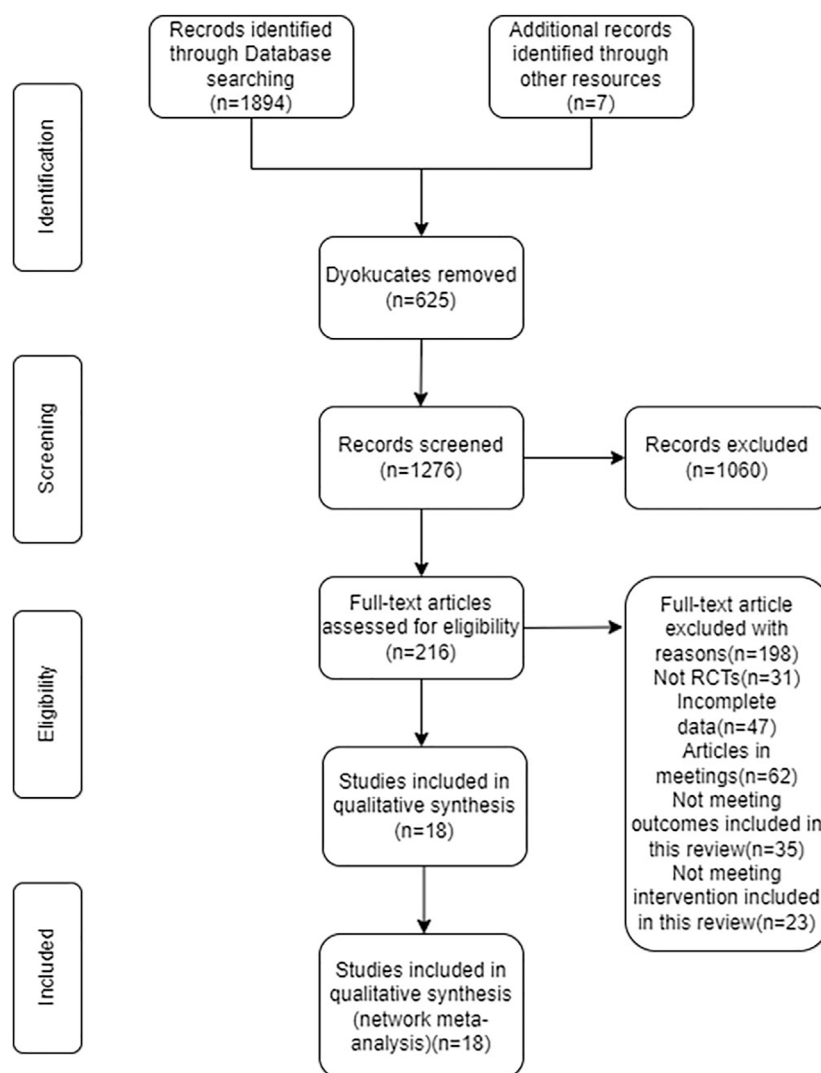 Recrods identified
through Database
searching
(n=1894)
Additional records
identified through
other resources
(n=7)
Identification
Dyokucates removed
(n=625)
Screening
Records screened
(n=1276)
Records excluded
(n=1060)
Eligibility
Full-text articles
assessed for eligibility
(n=216)
Full-text article
excluded with
reasons(n=198)
Not RCTs(n=31)
Incomplete
data(n=47)
Articles in
meetings(n=62)
Not meeting
outcomes included in
this review(n=35)
Not meeting
intervention included
in this review(n=23)
Studies included in
qualitative synthesis
(n=18)
Included
Studies included in
qualitative synthesis
(network meta-
analysis)(n=18)